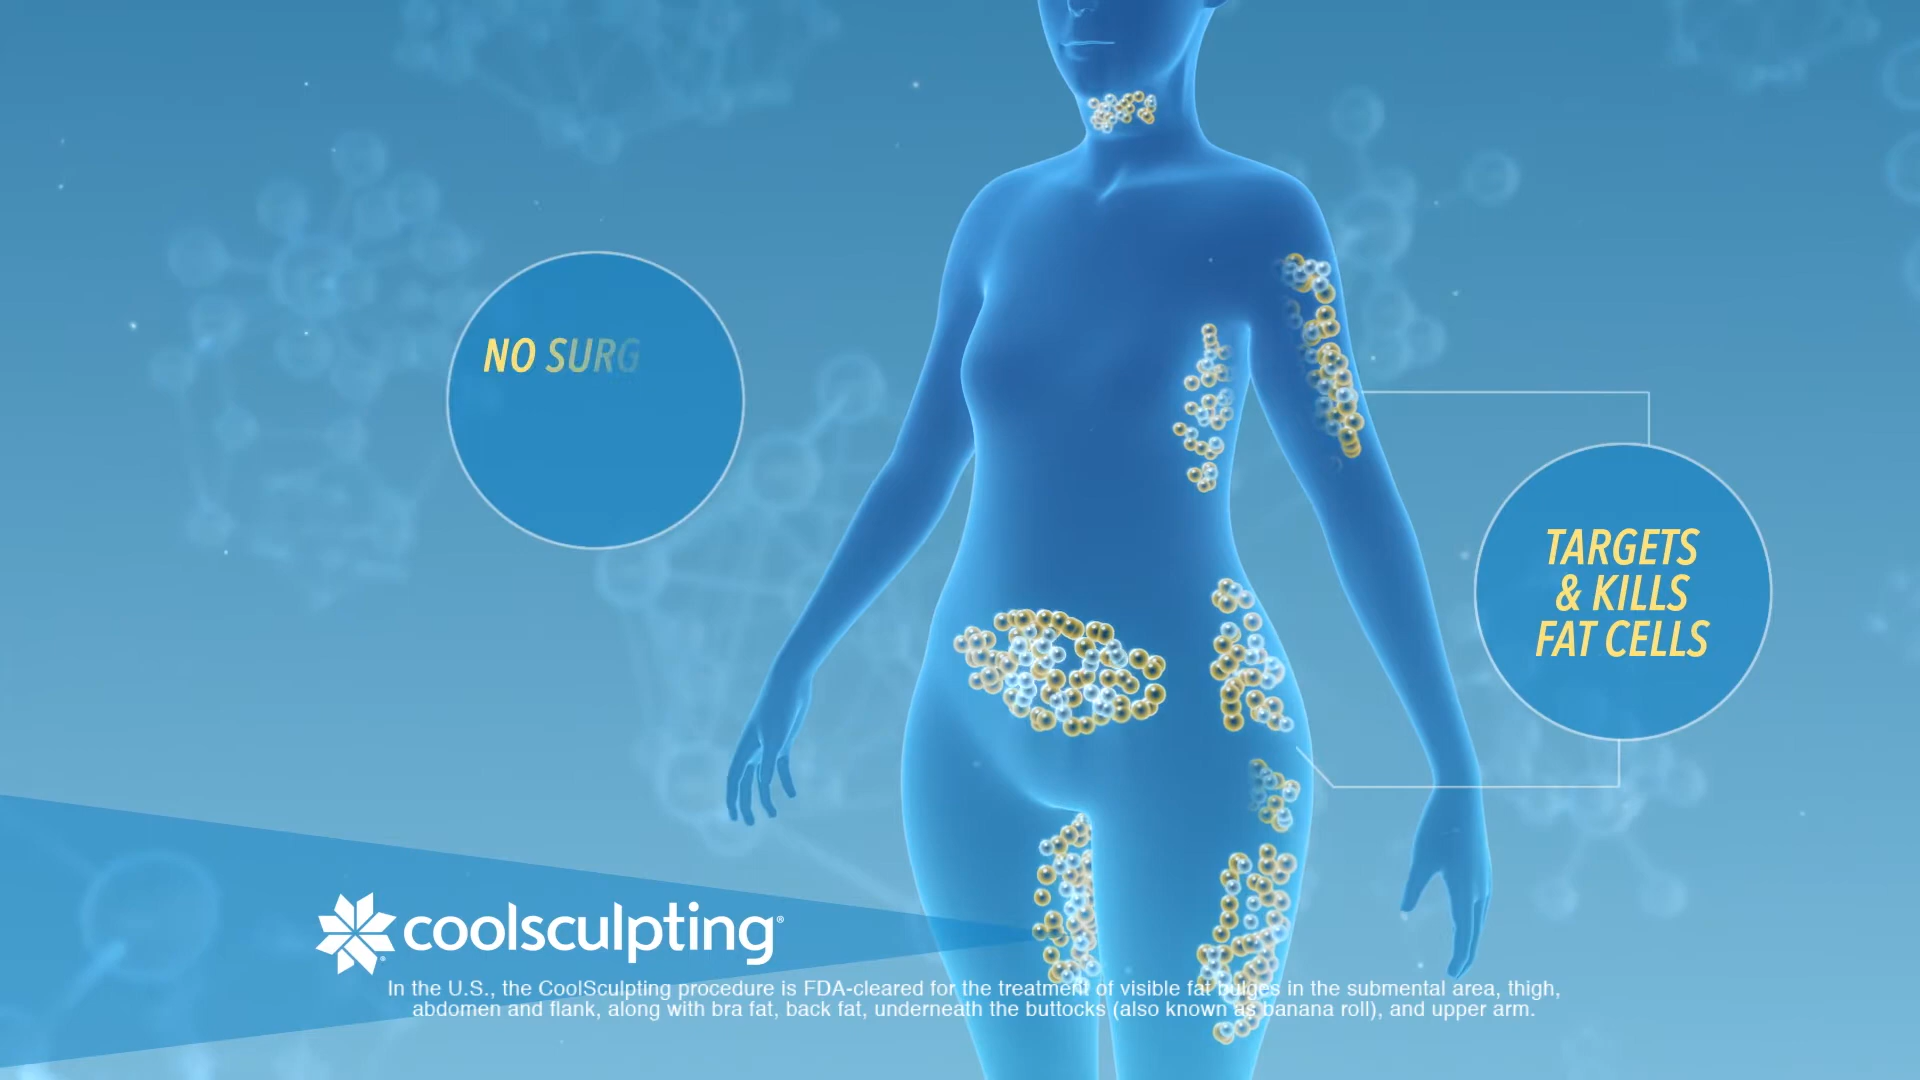 NO SURG
TARGETS
& KILLS
FAT CELLS
coolsculpting®
In the U.S., the CoolSculpting procedure is FDA-cleared for the treatment of visible fat bulges in the submental area, thigh,
abdomen and flank, along with bra fat, back fat, underneath the buttocks (also known as banana roll), and upper arm.